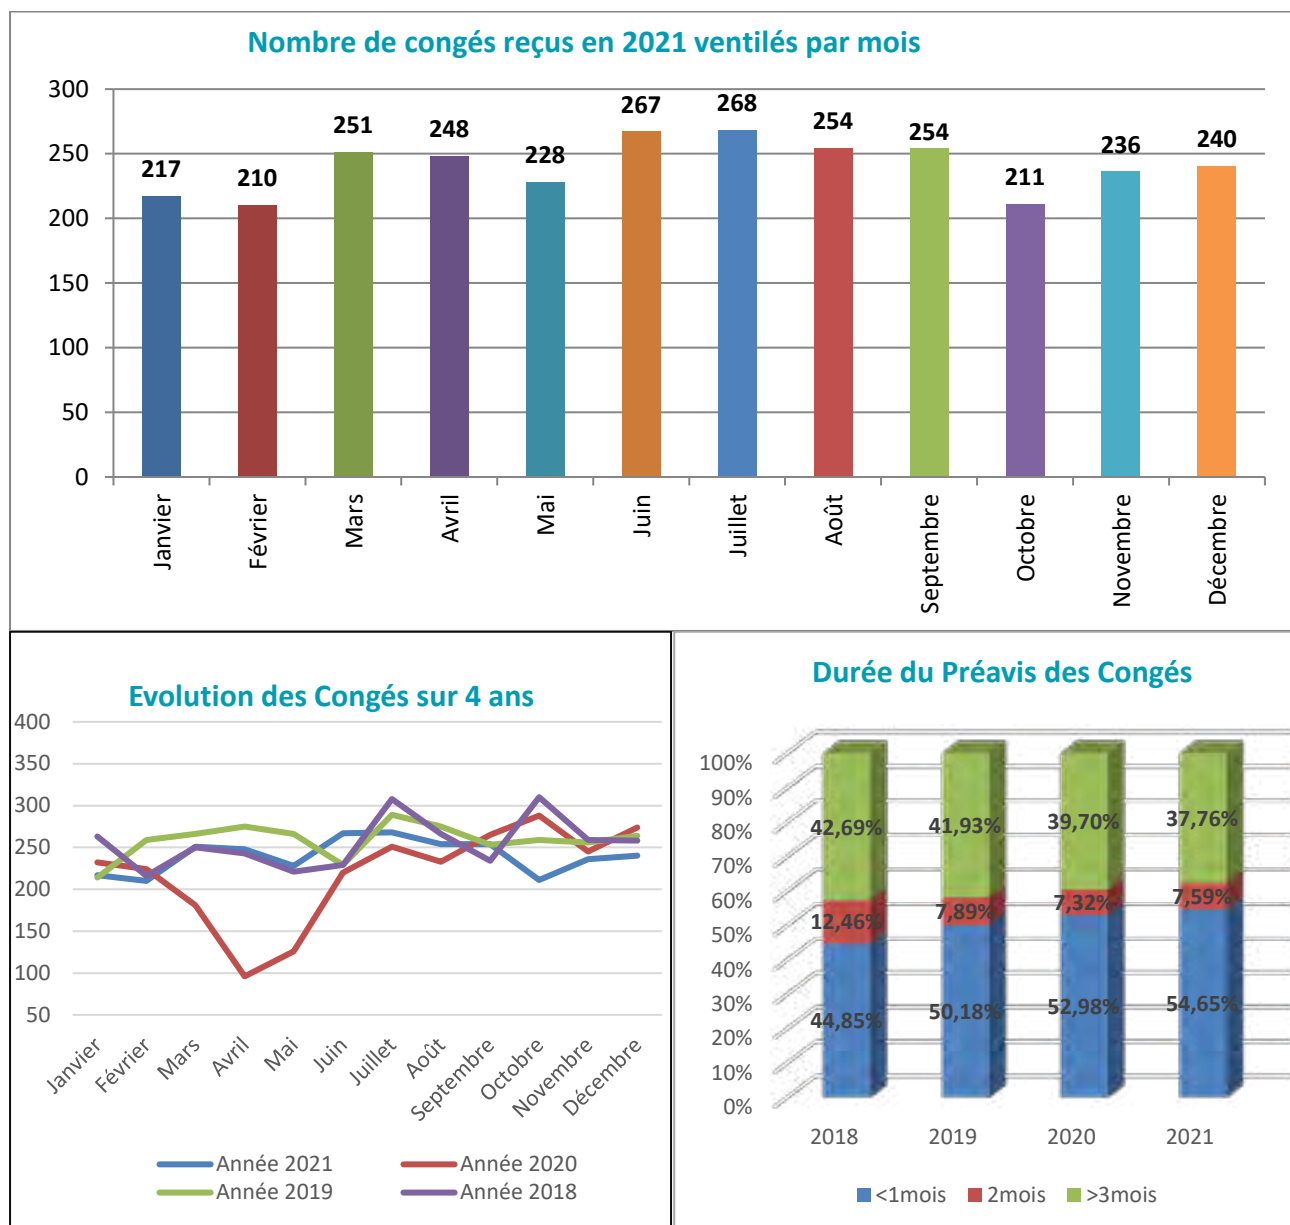 Nombre de congés reçus en 2021 ventilés par mois
300
250
200
150
100
50
0
217
210
251
248
228
267
268
254
254
211
236
240
Janvier
Février
Mars
Avril
Mai
Juin
Juillet
Août
Septembre
Octobre
Novembre
Décembre
Evolution des Congés sur 4 ans
400
350
300
250
200
150
100
50
Janvier
Février
Mars
Avril
Mai
Juin
Juillet
Août
Septembre
Octobre
Novembre
Décembre
Année 2021
Année 2020
Année 2019
Année 2018
Durée du Préavis des Congés
100%
90%
80%
70%
60%
50%
40%
30%
20%
10%
0%
42,69%
41,93%
39,70%
37,76%
12,46%
7,89%
7,32%
7,59%
44,85%
50,18%
52,98%
54,65%
2018
2019
2020
2021
<1mois
2mois
>3mois